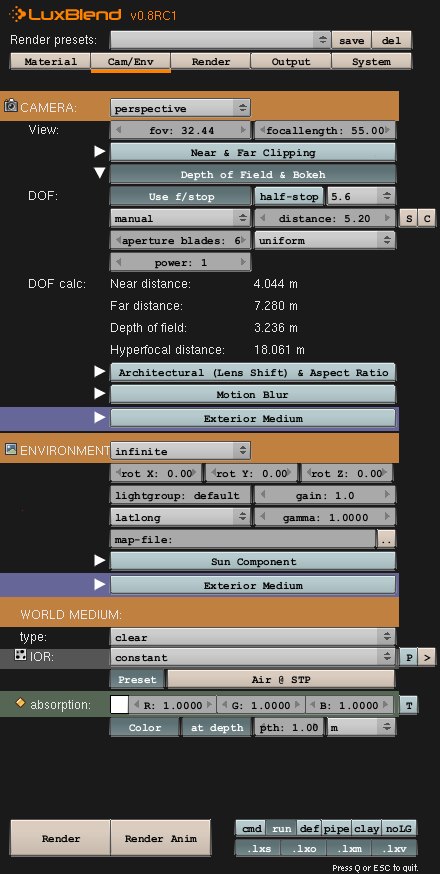 LuxBlend v0.8RC1
Render presets: save del
Material Cam/Env Render Output System
CAMERA: perspective
View: fov: 32.44 focallength: 55.00
Near & Far Clipping
Depth of Field & Bokeh
DOF: Use f/stop half-stop 5.6
manual distance: 5.20 S C
aperture blades: 6 uniform
power: 1
DOF calc: Near distance: 4.044 m
Far distance: 7.280 m
Depth of field: 3.236 m
Hyperfocal distance: 18.061 m
Architectural (Lens Shift) & Aspect Ratio
Motion Blur
Exterior Medium
ENVIRONMENT infinite
rot X: 0.00 rot Y: 0.00 rot Z: 0.00
lightgroup: default gain: 1.0
latlong gamma: 1.0000
map-file: ..
Sun Component
Exterior Medium
WORLD MEDIUM:
type: clear
IOR: constant P >
Preset Air @ STP
absorption: R: 1.0000 G: 1.0000 B: 1.0000 T
Color at depth pth: 1.00 m
Render Render Anim cmd run def pipe clay noLG
.lxs .lxo .lxm .lxv
Press Q or ESC to quit.